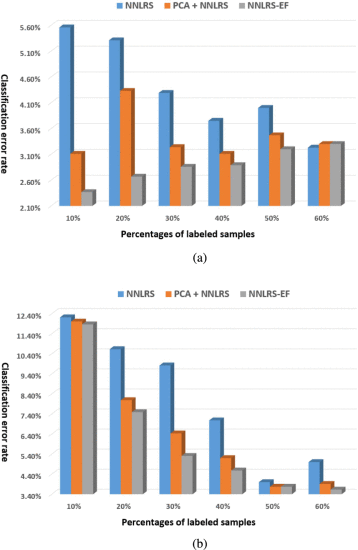 NNLRS PCA + NNLRS NNLRS-EF
5.60%
5.10%
4.60%
4.10%
3.60%
3.10%
2.60%
2.10%
Classification error rate
10% 20% 30% 40% 50% 60%
Percentages of labeled samples
(a)
NNLRS PCA + NNLRS NNLRS-EF
12.40%
11.40%
10.40%
9.40%
8.40%
7.40%
6.40%
5.40%
4.40%
3.40%
Classification error rate
10% 20% 30% 40% 50% 60%
Percentages of labeled samples
(b)